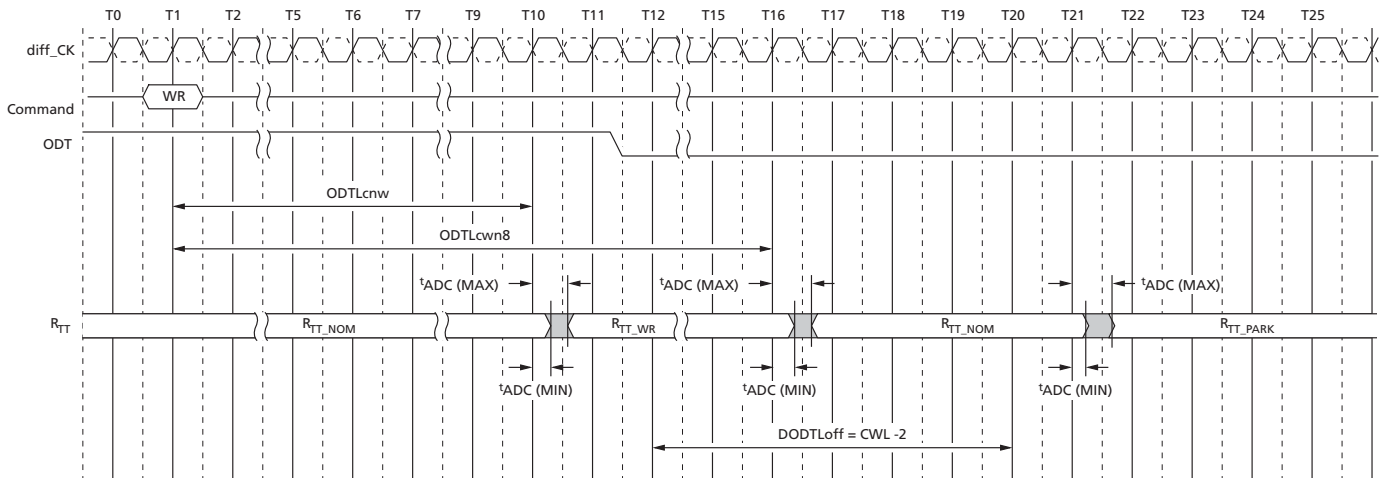 T0 T1 T2 T5 T6 T7 T9 T10 T11 T12 T15 T16 T17 T18 T19 T20 T21 T22 T23 T24 T25
diff_CK
Command
WR
ODT
ODTLcnw
ODTLcwn8
tADC (MAX) tADC (MAX) tADC (MAX)
RTT RTT_NOM RTT_WR RTT_NOM RTT_PARK
tADC (MIN) tADC (MIN) tADC (MIN)
DODTLoff = CWL -2